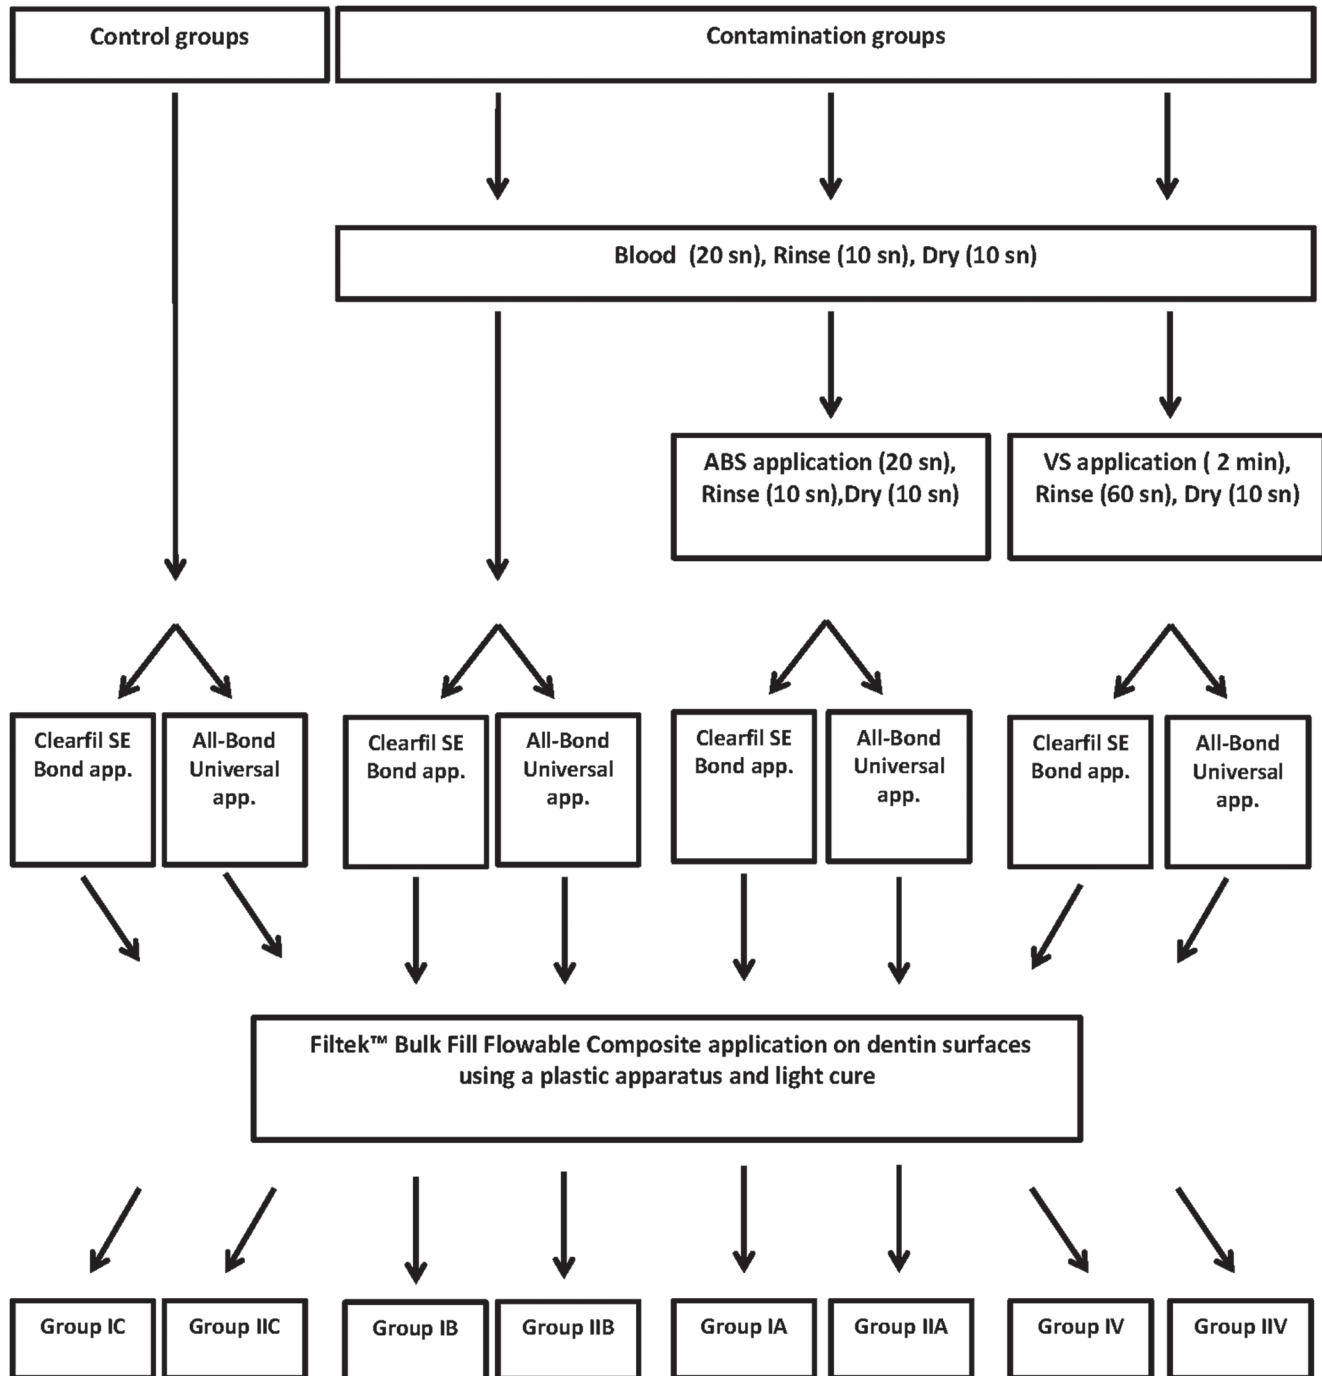 Control groups
Contamination groups
Blood  (20 sn), Rinse (10 sn), Dry (10 sn)
ABS application (20 sn),
Rinse (10 sn),Dry (10 sn)
VS application ( 2 min),
Rinse (60 sn), Dry (10 sn)
Clearfil SE
Bond app.
All-Bond
Universal
app.
Clearfil SE
Bond app.
All-Bond
Universal
app.
Clearfil SE
Bond app.
All-Bond
Universal
app.
Clearfil SE
Bond app.
All-Bond
Universal
app.
Filtek™ Bulk Fill Flowable Composite application on dentin surfaces
using a plastic apparatus and light cure
Group IC
Group IIC
Group IB
Group IIB
Group IA
Group IIA
Group IV
Group IIV